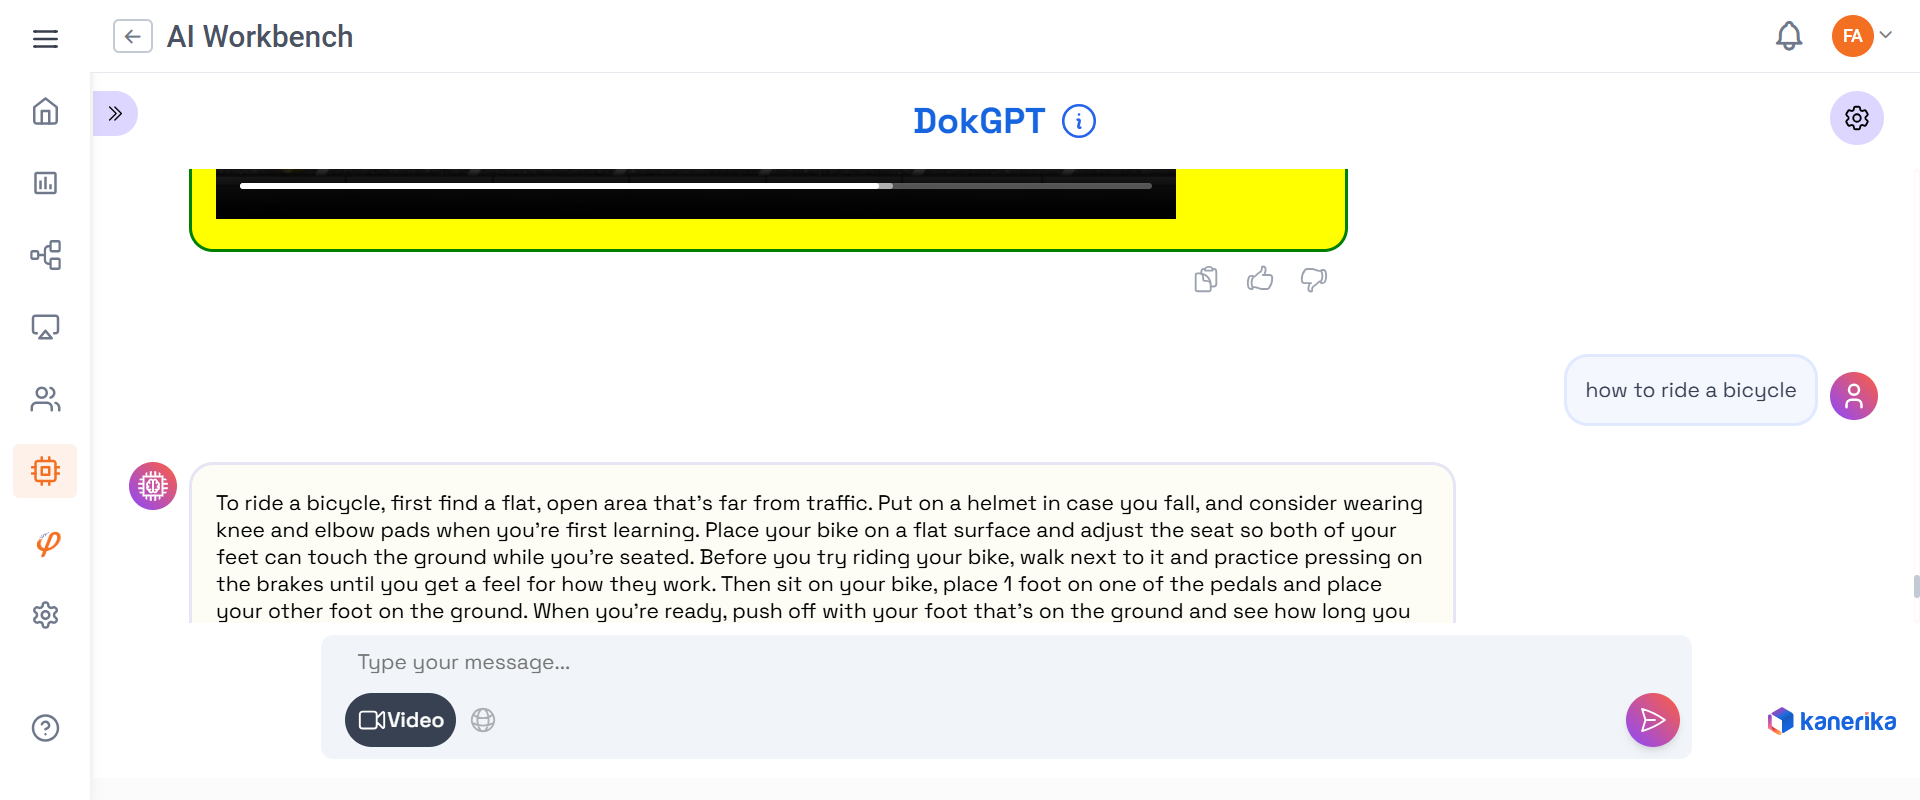 AI Workbench
FA
DokGPT
how to ride a bicycle
To ride a bicycle, first find a flat, open area that's far from traffic. Put on a helmet in case you fall, and consider wearing
knee and elbow pads when you're first learning. Place your bike on a flat surface and adjust the seat so both of your
feet can touch the ground while you're seated. Before you try riding your bike, walk next to it and practice pressing on
the brakes until you get a feel for how they work. Then sit on your bike, place 1 foot on one of the pedals and place
your other foot on the ground. When you're ready, push off with your foot that's on the ground and see how long you
Type your message...
Video
kanerika